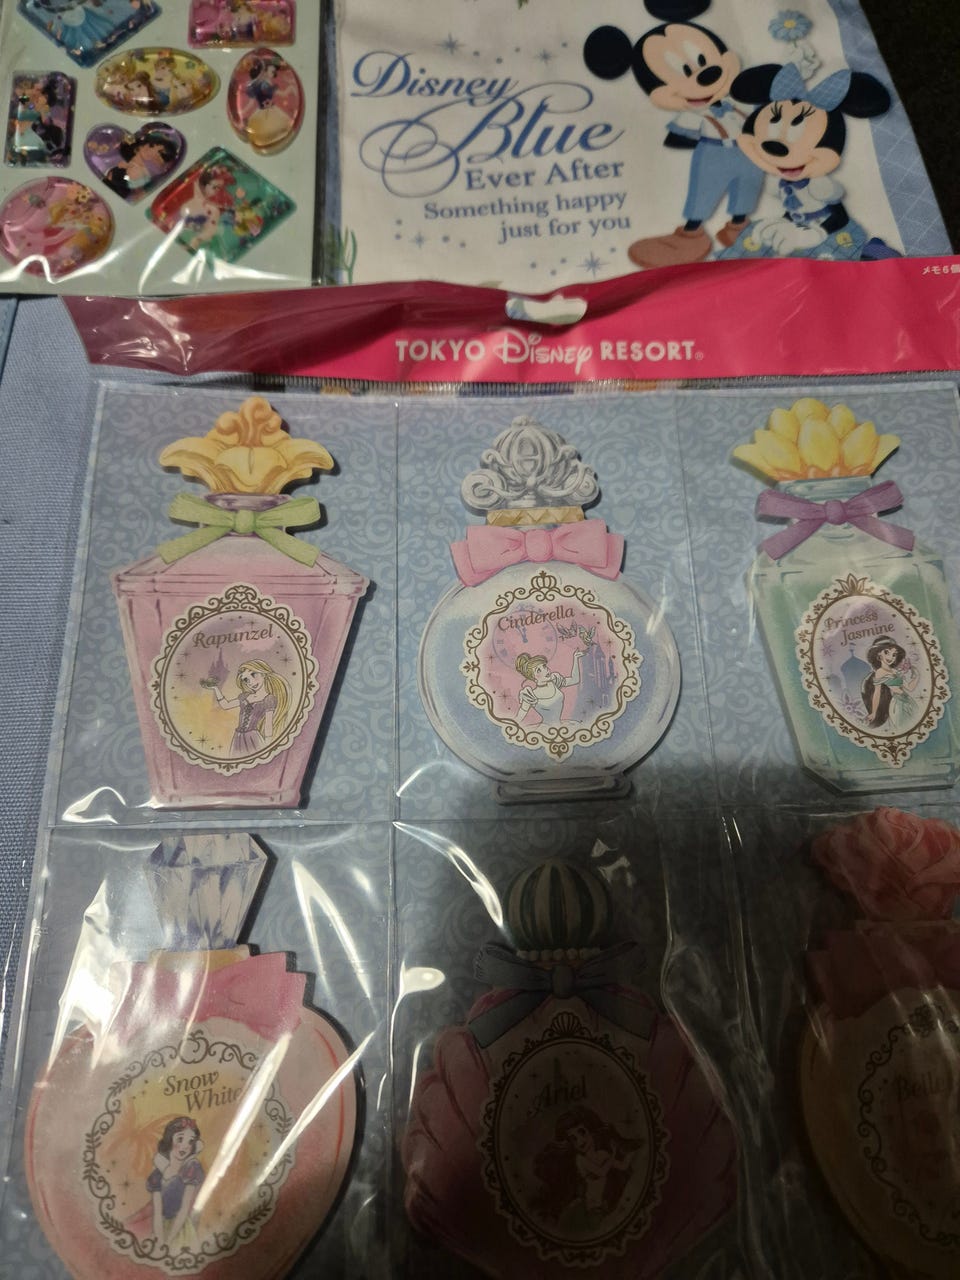 Disney
Blue
Ever After
Something happy
just for you
メモ6個
TOKYO Disney RESORT®
Rapunzel
Cinderella
Princess
Jasmine
Snow
White
Ariel
Belle